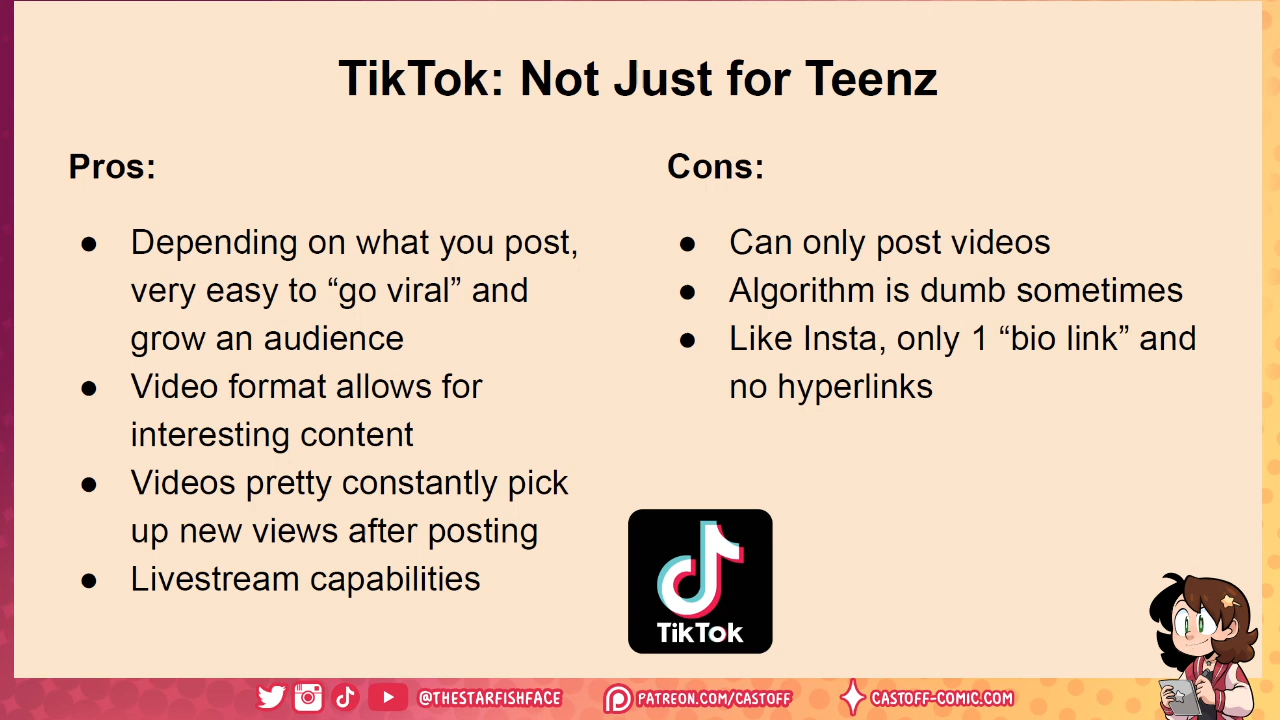 TikTok: Not Just for Teenz
Pros:
● Depending on what you post,
very easy to “go viral” and
grow an audience
● Video format allows for
interesting content
● Videos pretty constantly pick
up new views after posting
● Livestream capabilities
Cons:
● Can only post videos
● Algorithm is dumb sometimes
● Like Insta, only 1 “bio link” and
no hyperlinks
TikTok
@THESTARFISHFACE
PATREON.COM/CASTOFF
CASTOFF-COMIC.COM